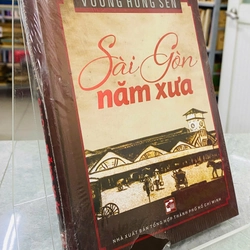 VƯƠNG HỒNG SỂN
Sài Gòn
năm xưa
NHÀ XUẤT BẢN TỔNG HỢP THÀNH PHỐ HỒ CHÍ MINH